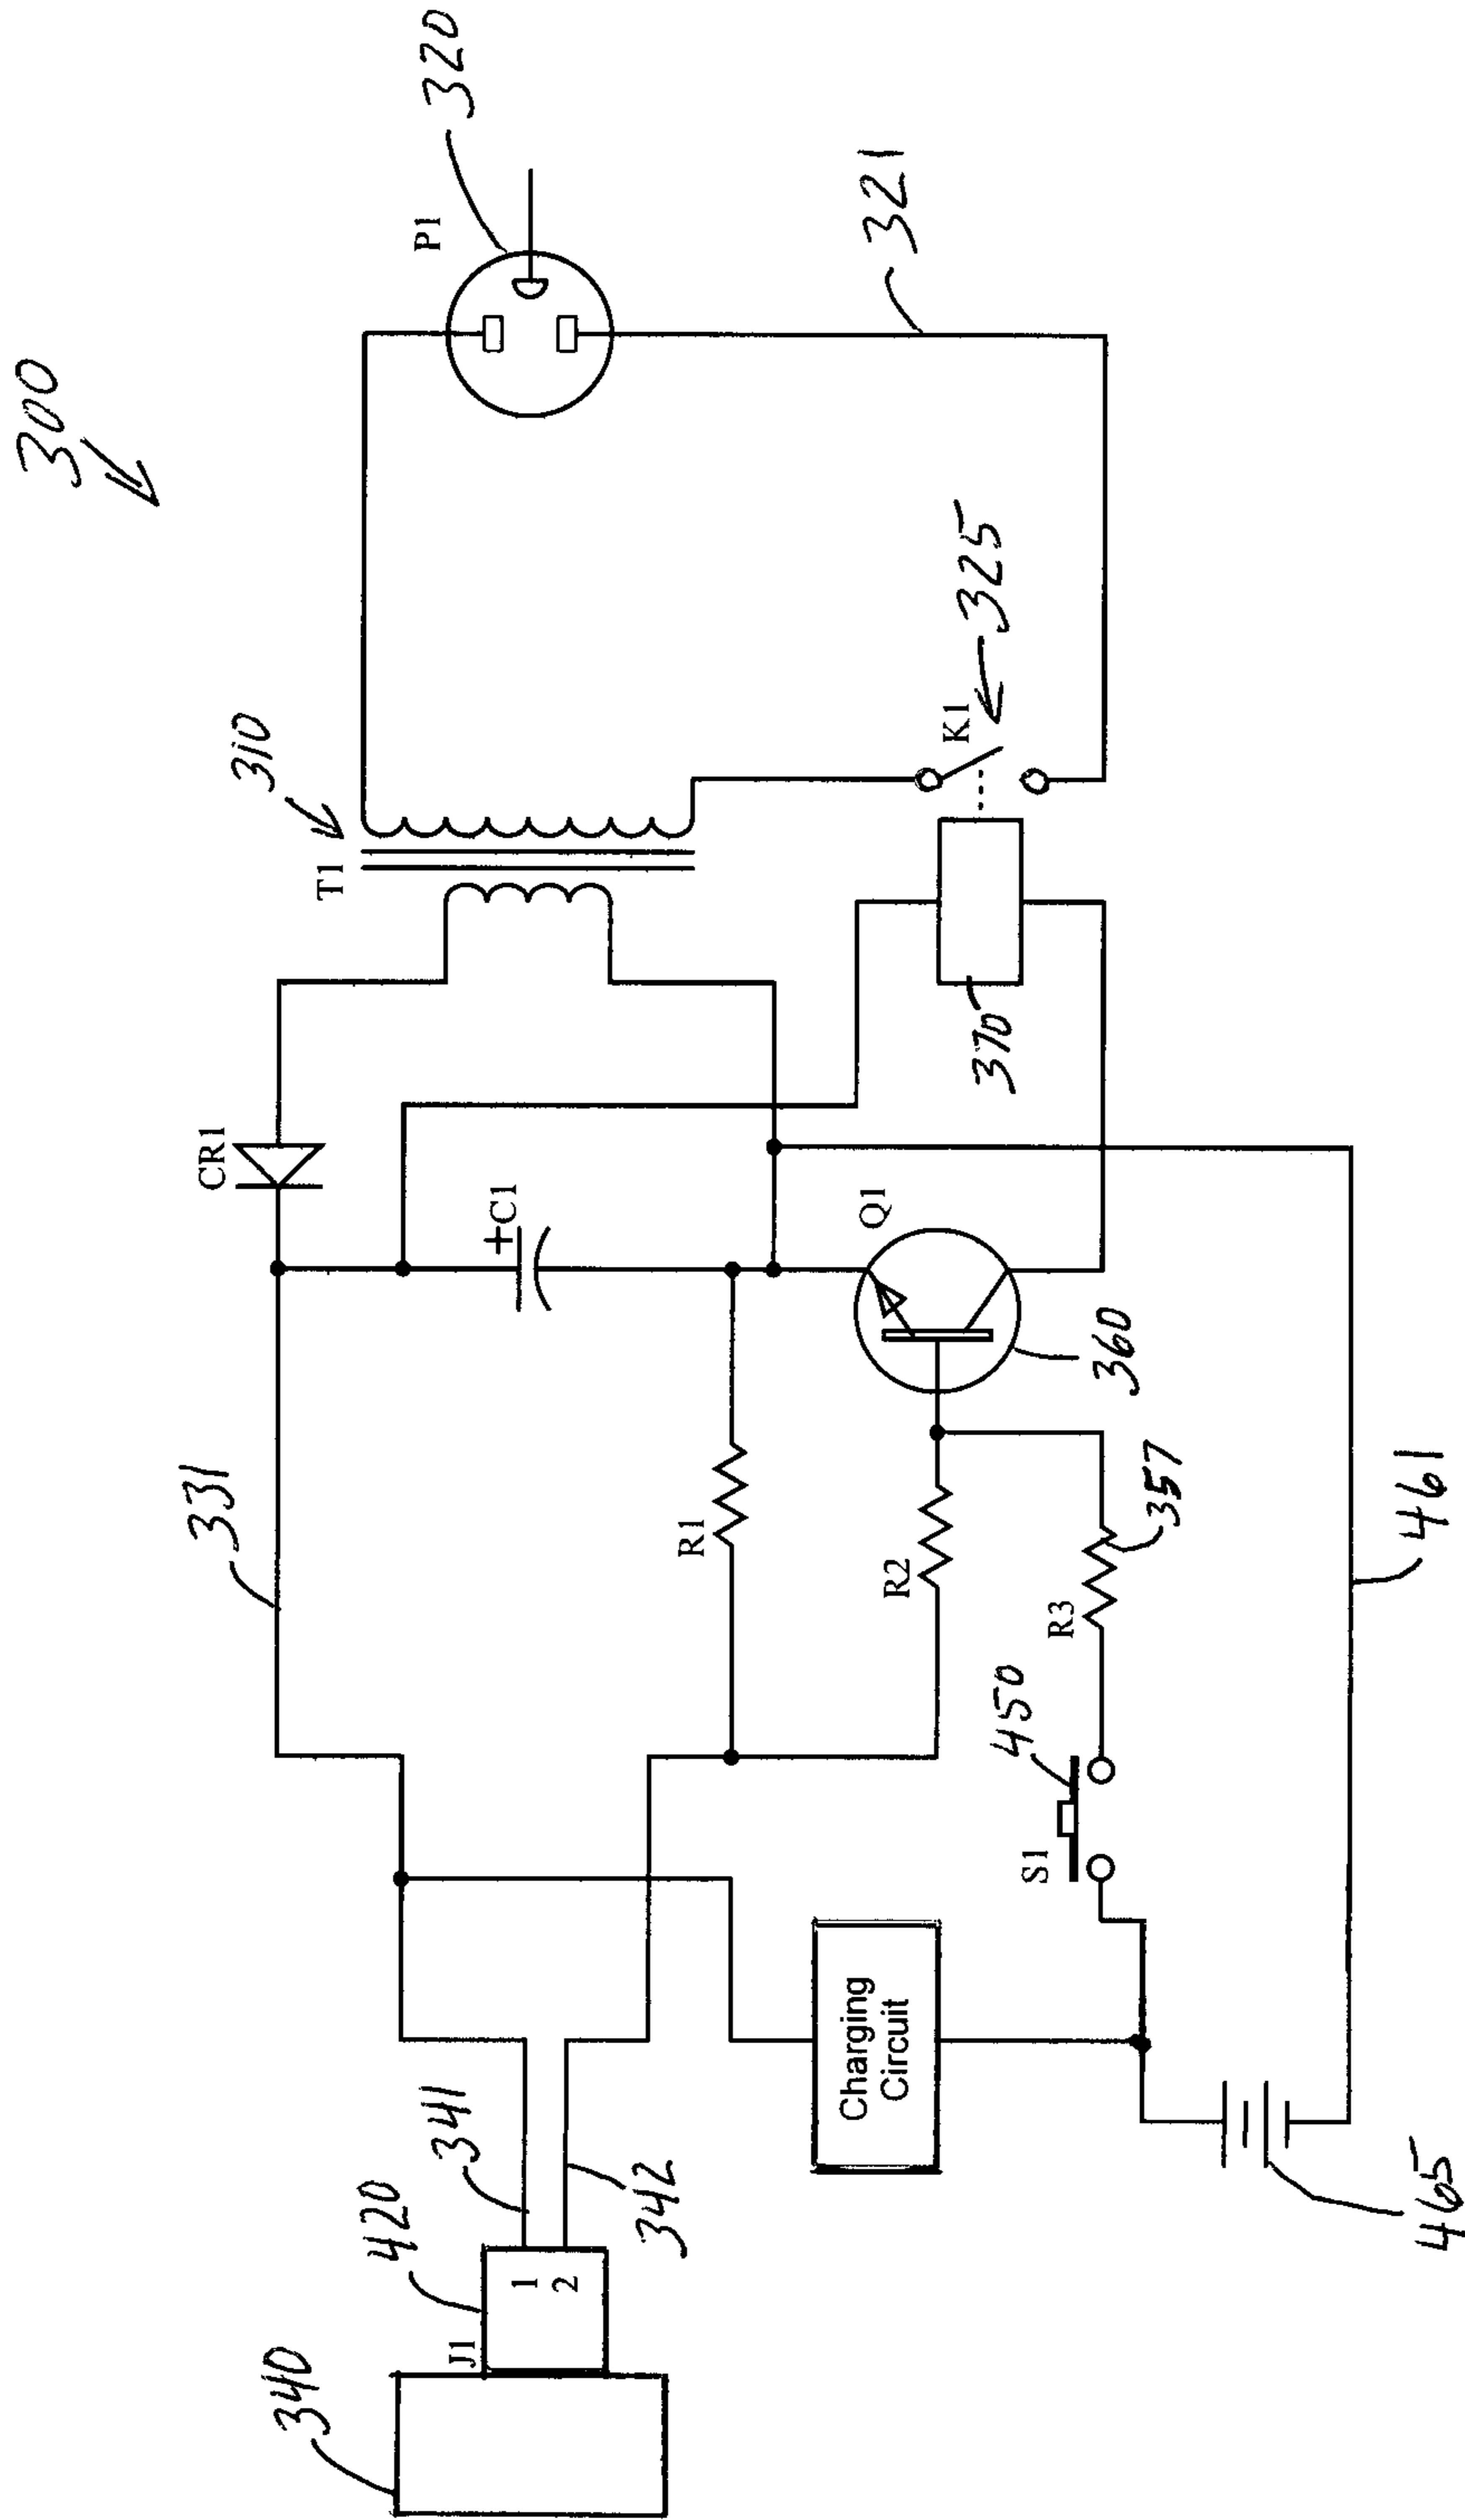 300
320
P1
321
310
T1
325
K1
370
CR1
+
C1
Q1
360
331
R1
R2
R3
357
461
450
S1
Charging
Circuit
341
342
420
J1
1
2
340
465